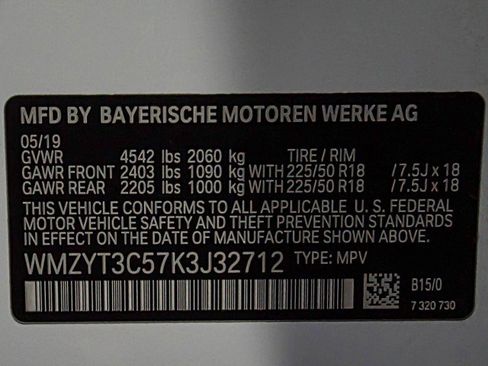 MFD BY BAYERISCHE MOTOREN WERKE AG
05/19
GVWR 4542 lbs 2060 kg TIRE / RIM
GAWR FRONT 2403 lbs 1090 kg WITH 225/50 R18 / 7.5J x 18
GAWR REAR 2205 lbs 1000 kg WITH 225/50 R18 / 7.5J x 18
THIS VEHICLE CONFORMS TO ALL APPLICABLE U. S. FEDERAL
MOTOR VEHICLE SAFETY AND THEFT PREVENTION STANDARDS
IN EFFECT ON THE DATE OF MANUFACTURE SHOWN ABOVE.
WMZYT3C57K3J32712 TYPE: MPV
B15/0
7 320 730